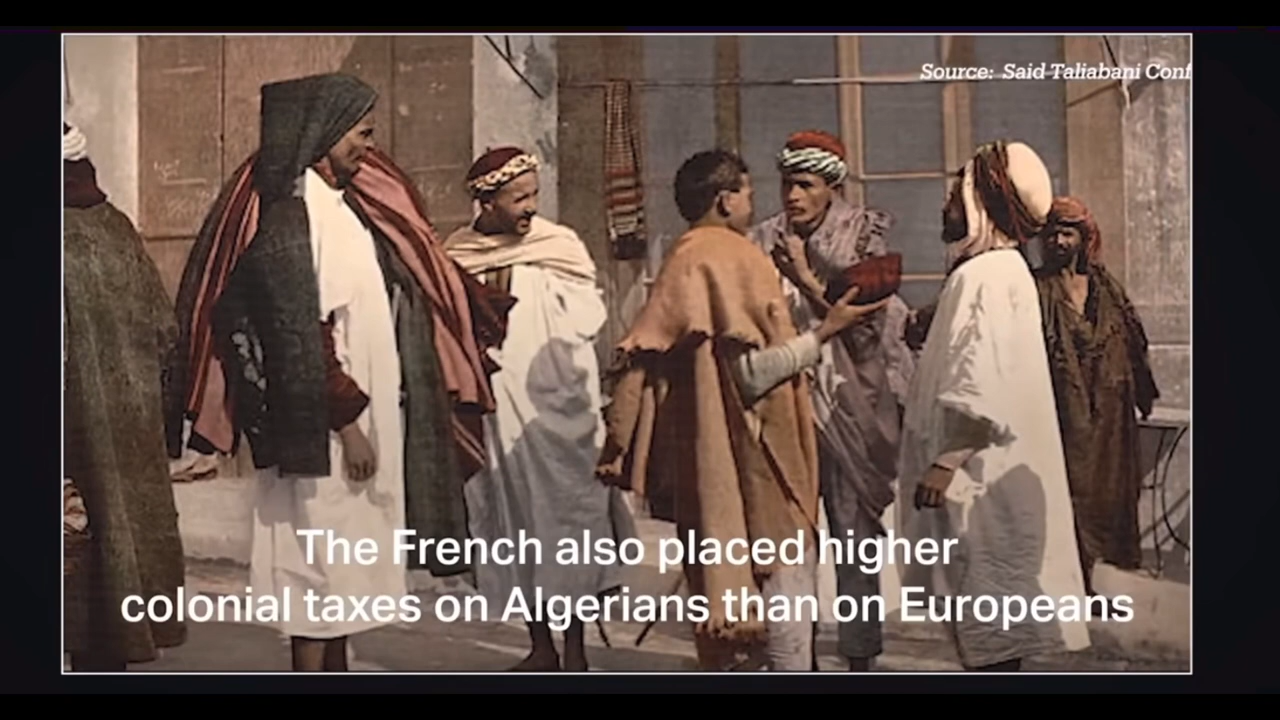 Source: Said Taliabani Conf
The French also placed higher
colonial taxes on Algerians than on Europeans